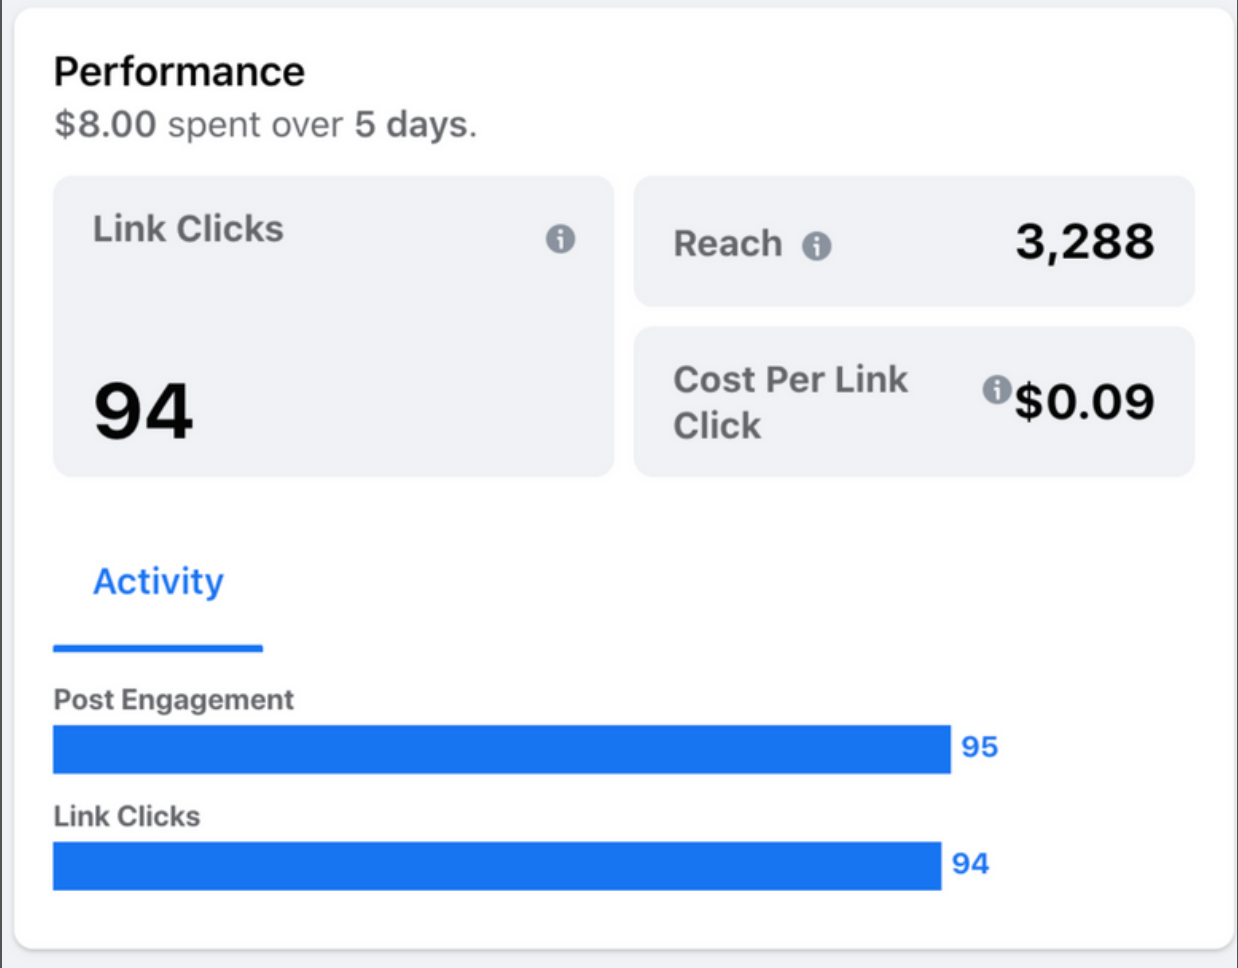 Performance
$8.00 spent over 5 days.
Link Clicks
94
Reach
3,288
Cost Per Link
Click
$0.09
Activity
Post Engagement
95
Link Clicks
94